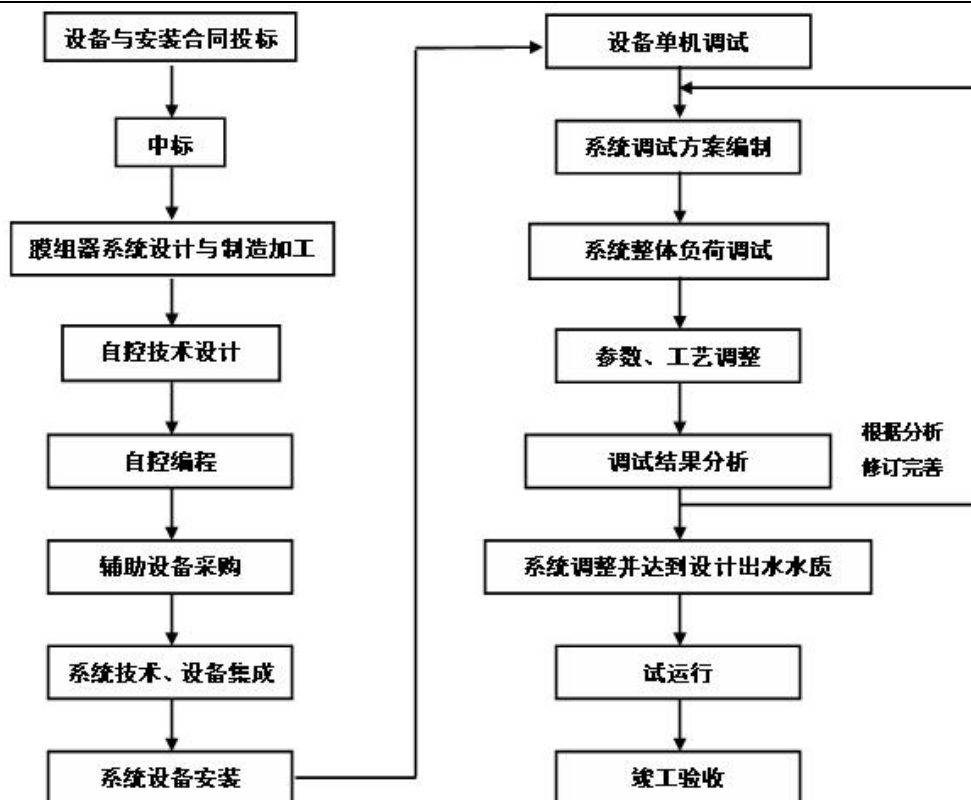 设备与安装合同投标
中标
膜组器系统设计与制造加工
自控技术设计
自控编程
辅助设备采购
系统技术、设备集成
系统设备安装
设备单机调试
系统调试方案编制
系统整体负荷调试
参数、工艺调整
调试结果分析
根据分析
修订完善
系统调整并达到设计出水水质
试运行
竣工验收